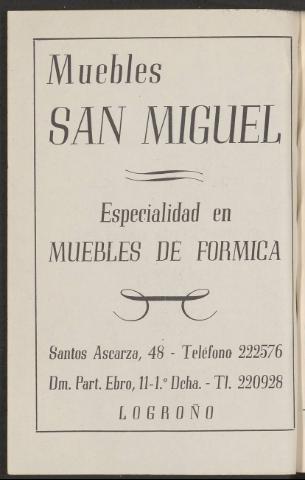 Muebles
SAN MIGUEL
Especialidad en
MUEBLES DE FORMICA
Santos Ascarza, 48 - Teléfono 222576
Dm. Part. Ebro, 11-1.º Dcha. - Tl. 220928
LOGROÑO